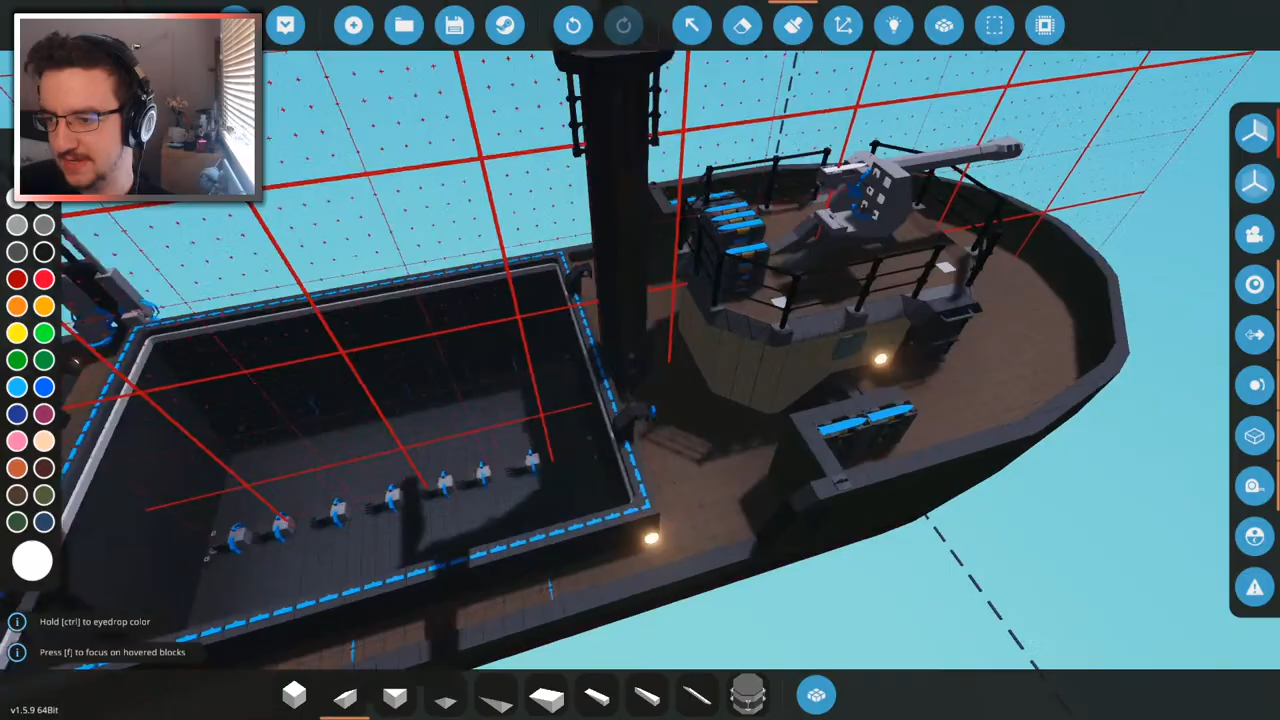 Hold [ctrl] to eyedrop color
Press [f] to focus on hovered blocks
v1.5.9 64Bit